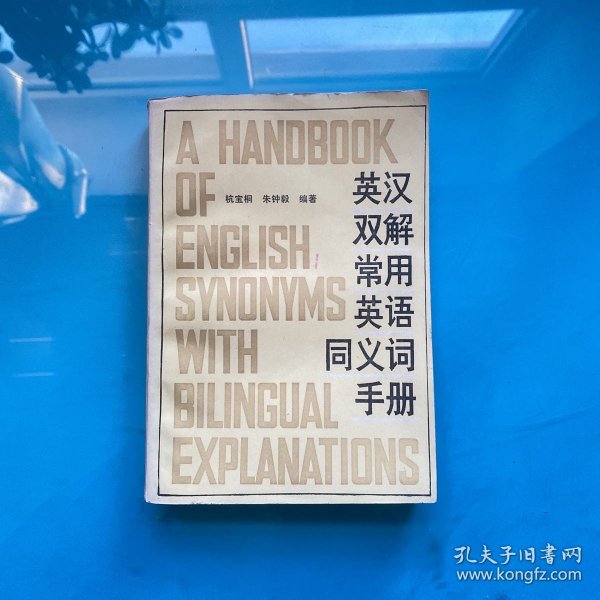 A HANDBOOK
OF
ENGLISH
SYNONYMS
WITH
BILINGUAL
EXPLANATIONS
杭宝桐 朱钟毅 编著
英汉
双解
常用
英语
同义词
手册
孔夫子旧书网
www.kongfz.com